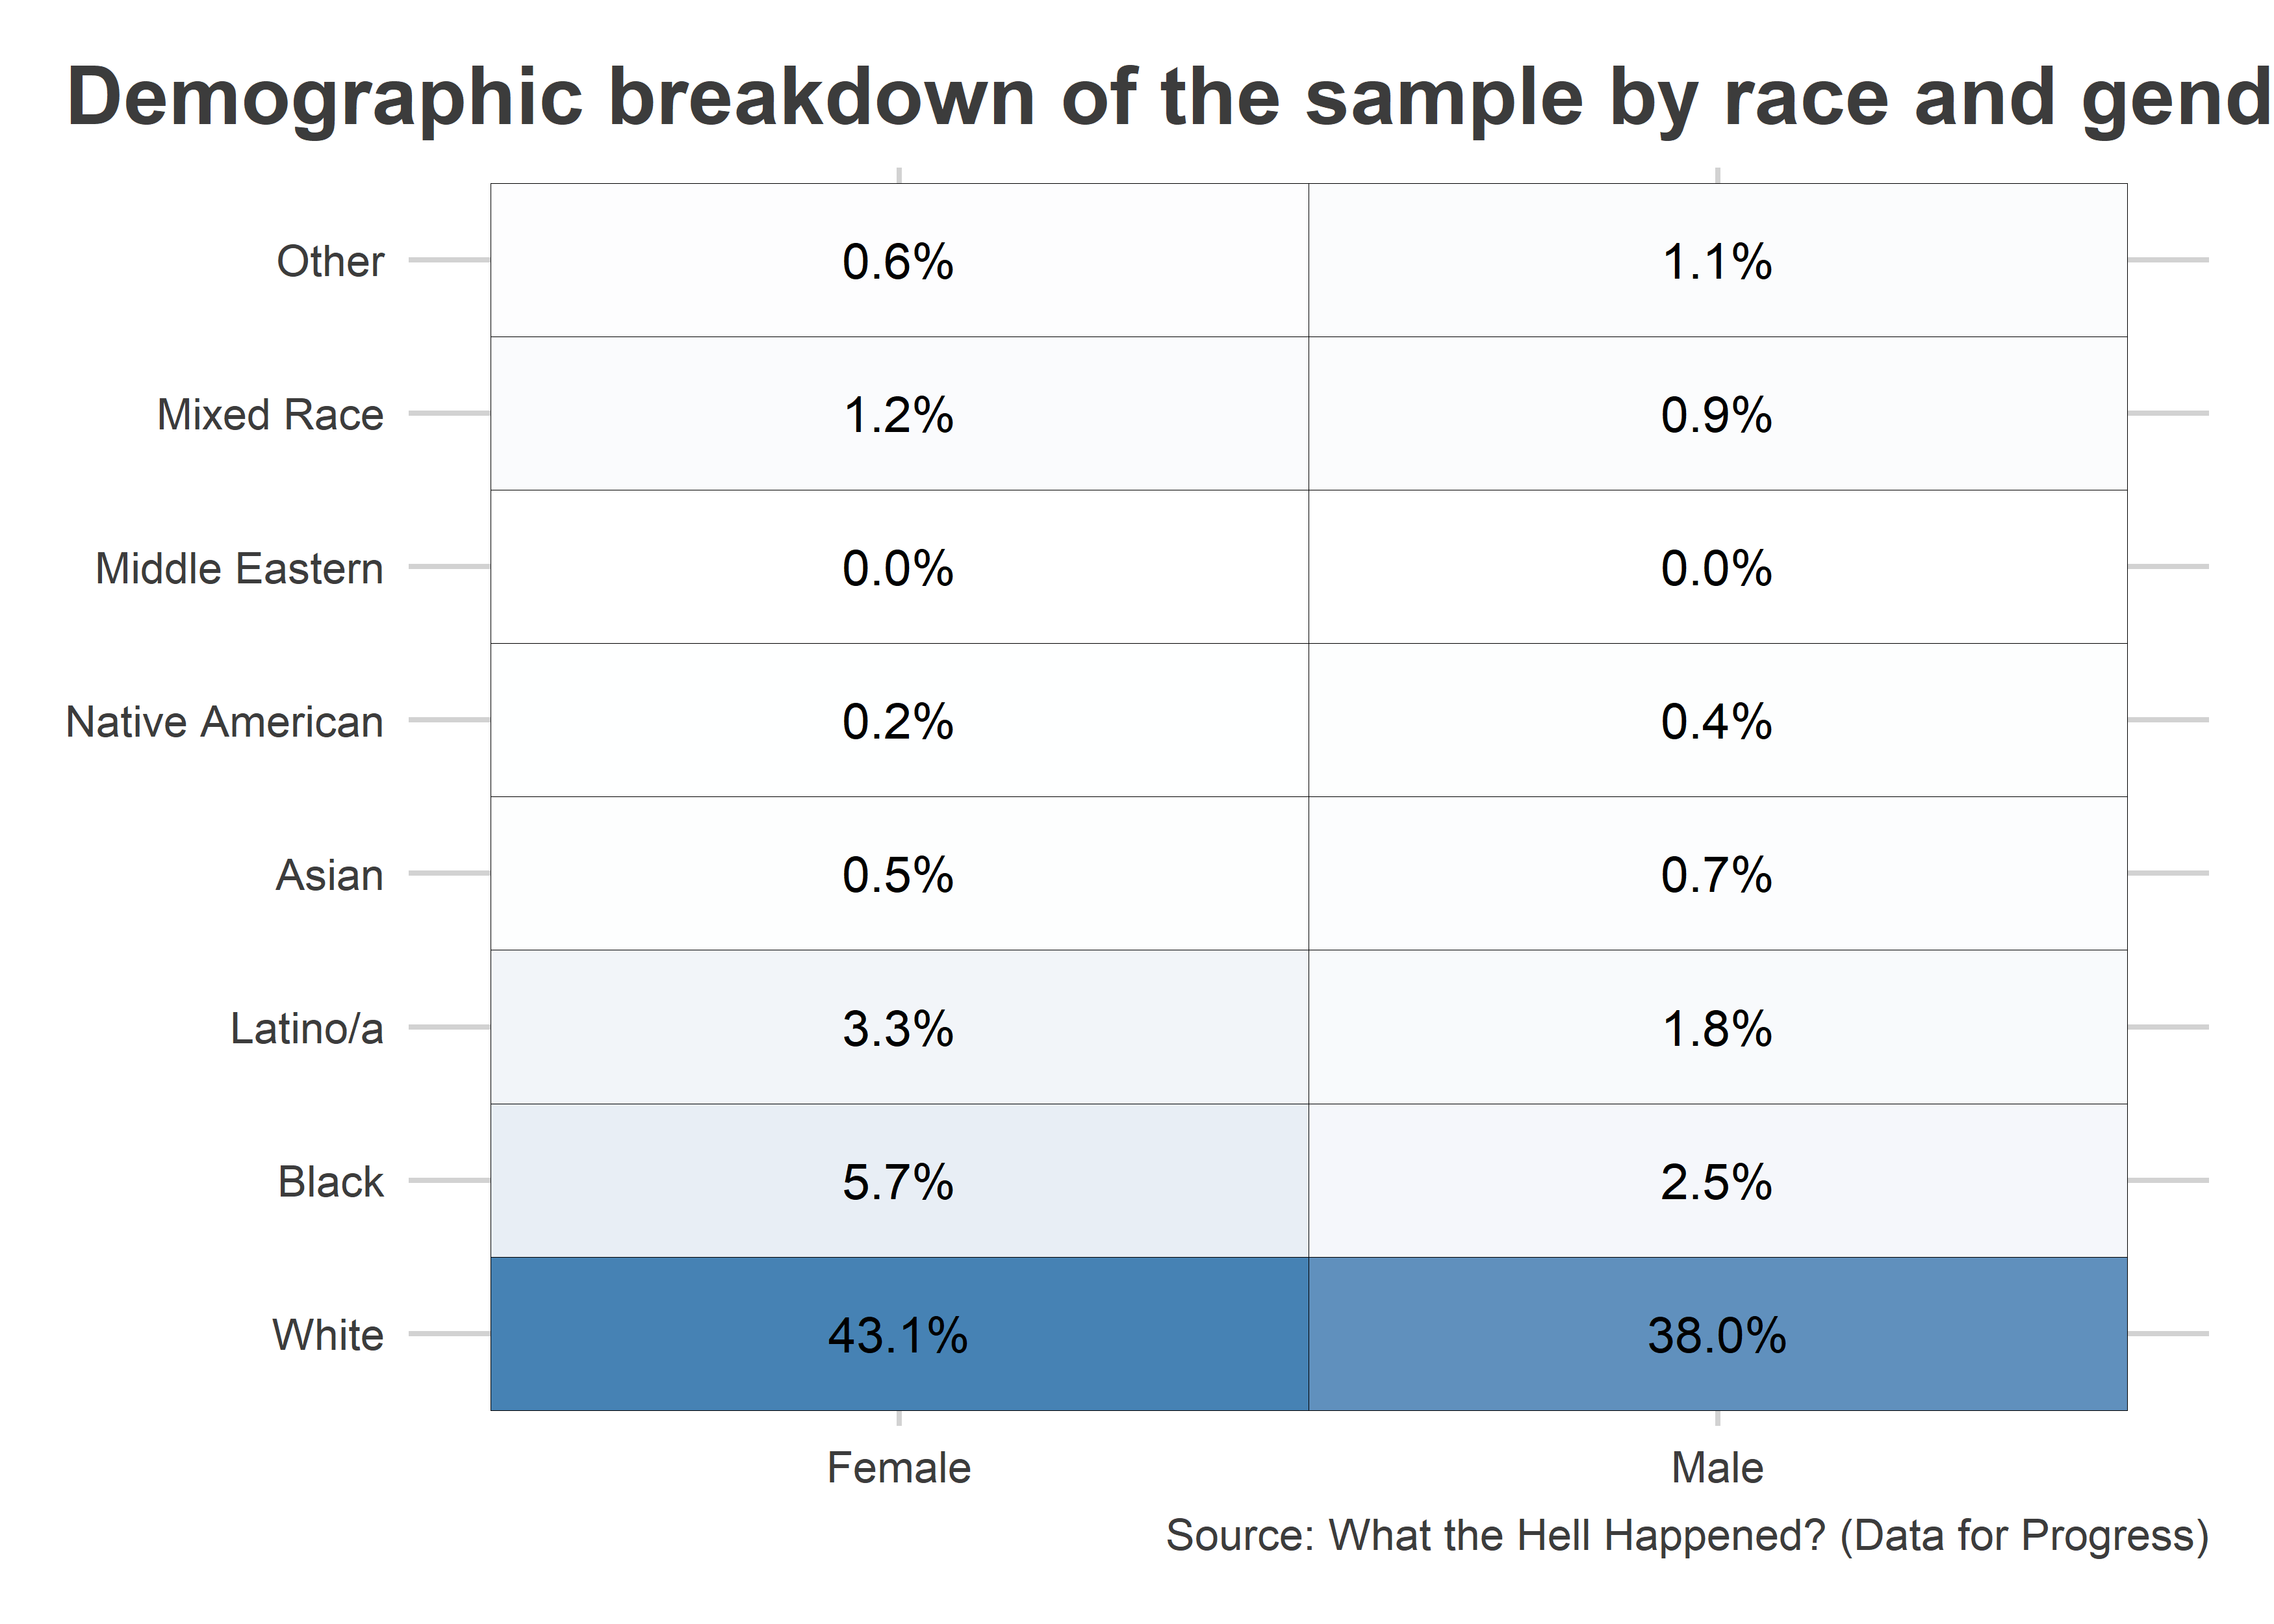 Demographic breakdown of the sample by race and gend
Other 0.6% 1.1%
Mixed Race 1.2% 0.9%
Middle Eastern 0.0% 0.0%
Native American 0.2% 0.4%
Asian 0.5% 0.7%
Latino/a 3.3% 1.8%
Black 5.7% 2.5%
White 43.1% 38.0%
Female Male
Source: What the Hell Happened? (Data for Progress)